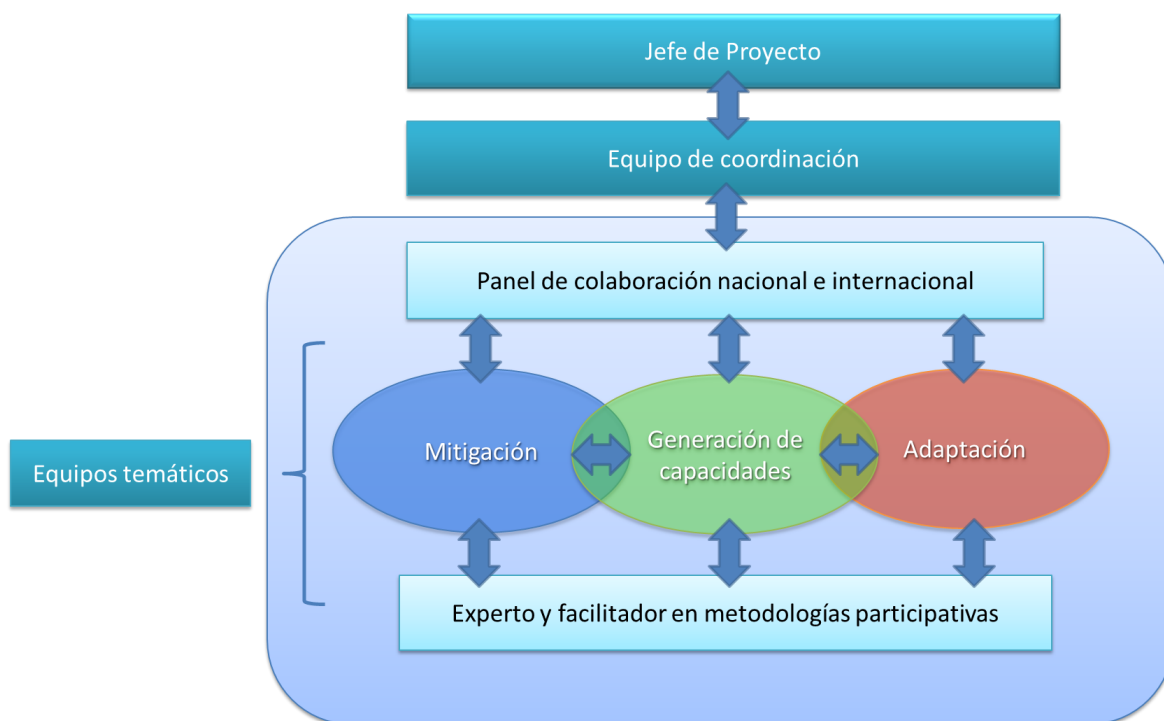 Jefe de Proyecto
Equipo de coordinación
Panel de colaboración nacional e internacional
Equipos temáticos
Mitigación
Generación de
capacidades
Adaptación
Experto y facilitador en metodologías participativas